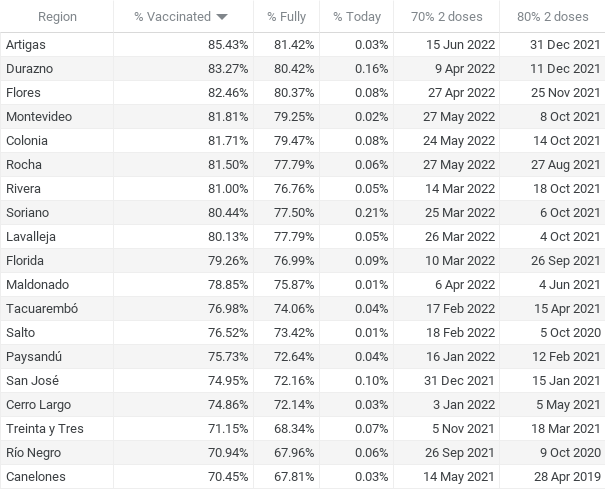 Region % Vaccinated % Fully % Today 70% 2 doses 80% 2 doses
Artigas 85.43% 81.42% 0.03% 15 Jun 2022 31 Dec 2021
Durazno 83.27% 80.42% 0.16% 9 Apr 2022 11 Dec 2021
Flores 82.46% 80.37% 0.08% 27 Apr 2022 25 Nov 2021
Montevideo 81.81% 79.25% 0.02% 27 May 2022 8 Oct 2021
Colonia 81.71% 79.47% 0.08% 24 May 2022 14 Oct 2021
Rocha 81.50% 77.79% 0.06% 27 May 2022 27 Aug 2021
Rivera 81.00% 76.76% 0.05% 14 Mar 2022 18 Oct 2021
Soriano 80.44% 77.50% 0.21% 25 Mar 2022 6 Oct 2021
Lavalleja 80.13% 77.79% 0.05% 26 Mar 2022 4 Oct 2021
Florida 79.26% 76.99% 0.09% 10 Mar 2022 26 Sep 2021
Maldonado 78.85% 75.87% 0.01% 6 Apr 2022 4 Jun 2021
Tacuarembó 76.98% 74.06% 0.04% 17 Feb 2022 15 Apr 2021
Salto 76.52% 73.42% 0.01% 18 Feb 2022 5 Oct 2020
Paysandú 75.73% 72.64% 0.04% 16 Jan 2022 12 Feb 2021
San José 74.95% 72.16% 0.10% 31 Dec 2021 15 Jan 2021
Cerro Largo 74.86% 72.14% 0.03% 3 Jan 2022 5 May 2021
Treinta y Tres 71.15% 68.34% 0.07% 5 Nov 2021 18 Mar 2021
Río Negro 70.94% 67.96% 0.06% 26 Sep 2021 9 Oct 2020
Canelones 70.45% 67.81% 0.03% 14 May 2021 28 Apr 2019